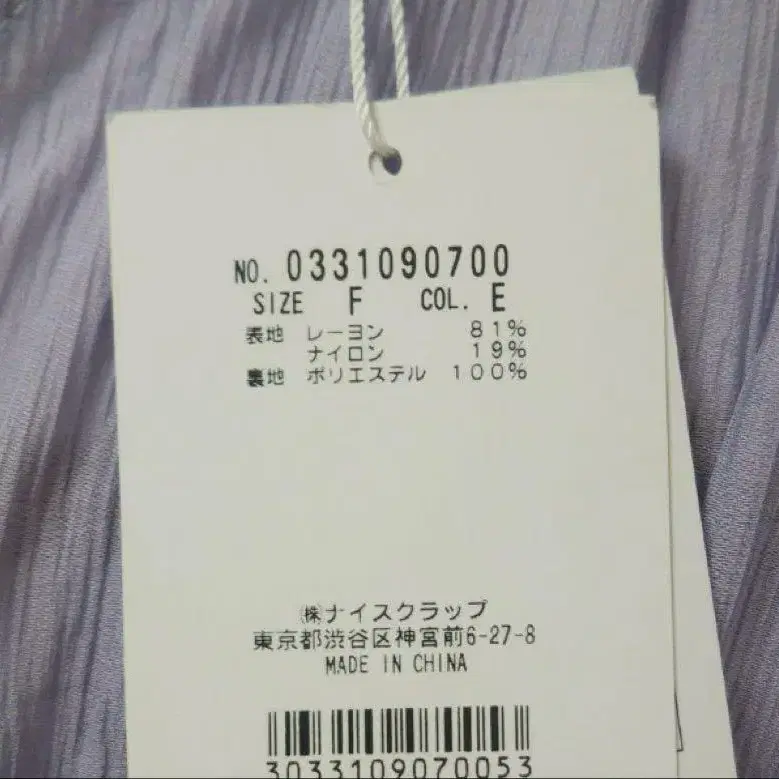 NO. 0331090700
SIZE F COL. E
表地 レーヨン 81%
ナイロン 19%
裏地 ポリエステル 100%
㈱ナイスクラップ
東京都渋谷区神宮前6-27-8
MADE IN CHINA
3033109070053